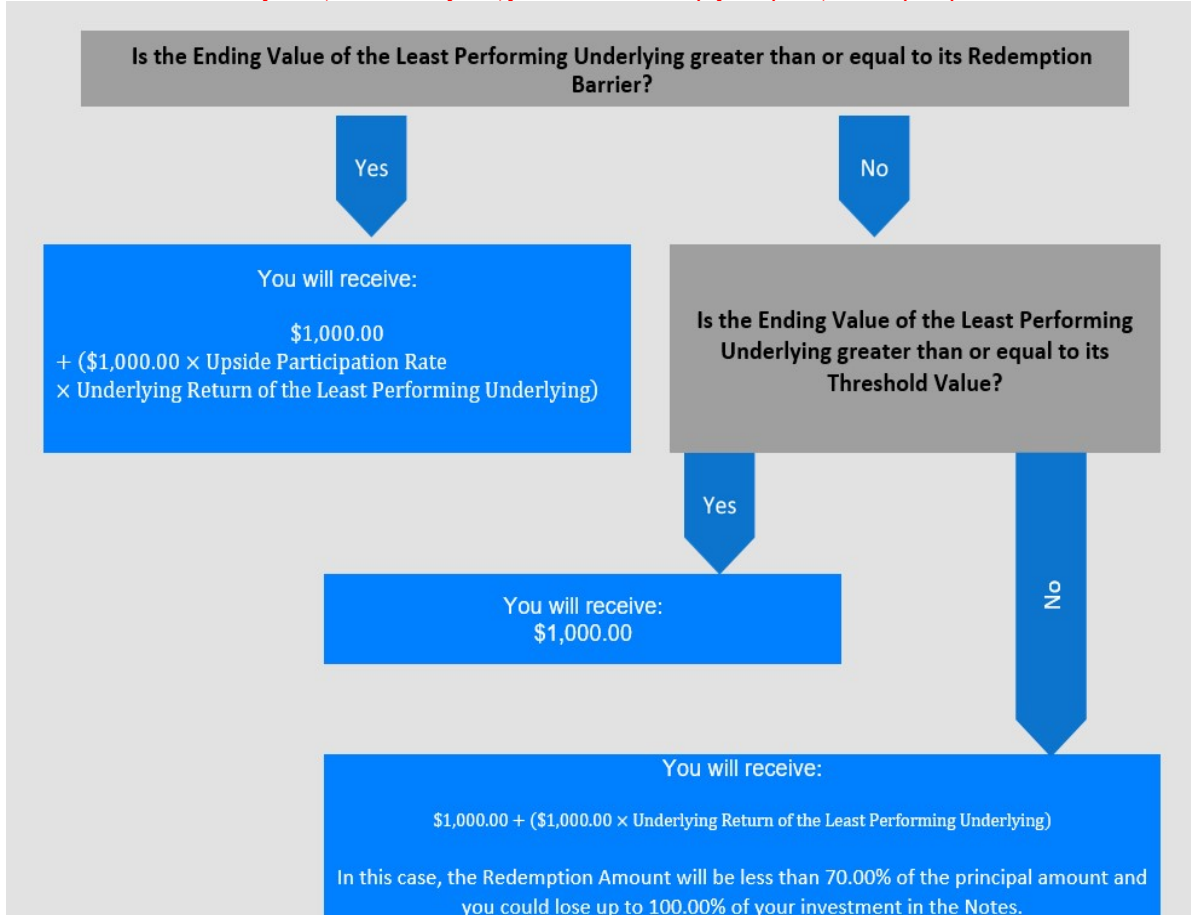 Is the Ending Value of the Least Performing Underlying greater than or equal to its Redemption
Barrier?
Yes
No
You will receive:
$1,000.00
+ ($1,000.00 × Upside Participation Rate
× Underlying Return of the Least Performing Underlying)
Is the Ending Value of the Least Performing
Underlying greater than or equal to its
Threshold Value?
Yes
No
You will receive:
$1,000.00
You will receive:
$1,000.00 + ($1,000.00 × Underlying Return of the Least Performing Underlying)
In this case, the Redemption Amount will be less than 70.00% of the principal amount and
you could lose up to 100.00% of your investment in the Notes.